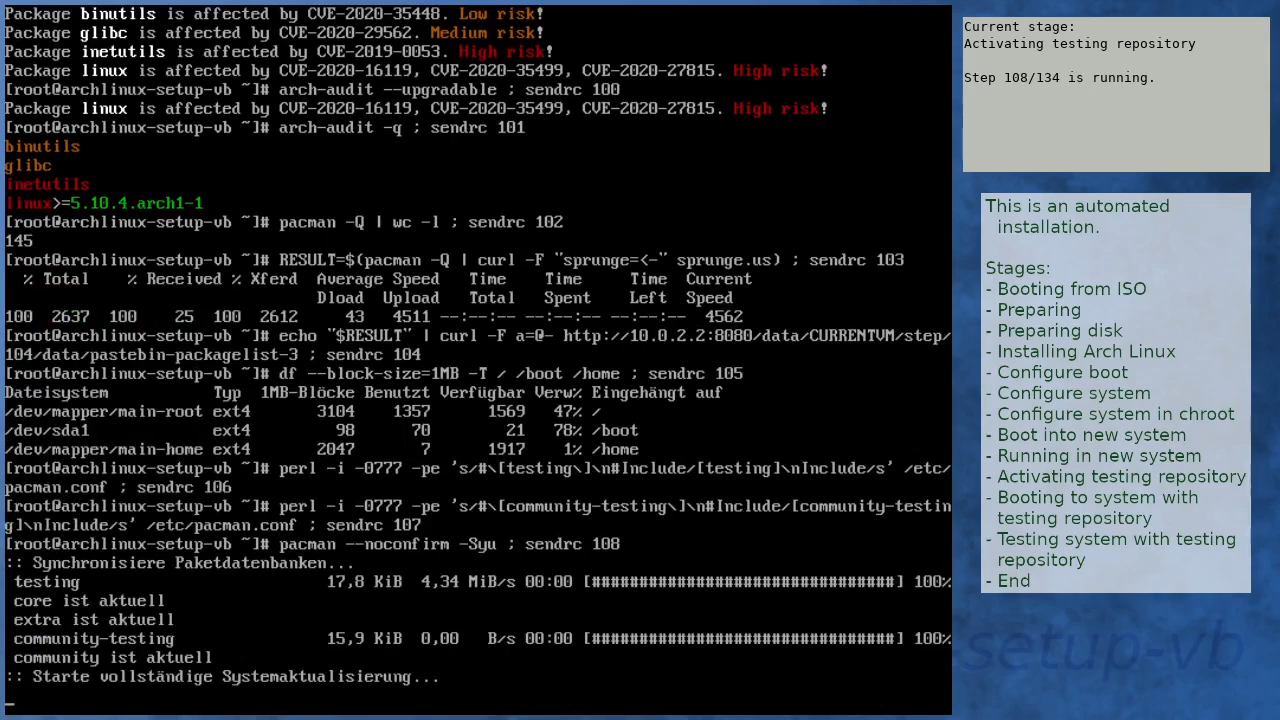 Package binutils is affected by CVE-2020-35448. Low risk!
Package glibc is affected by CVE-2020-29562. Medium risk!
Package inetutils is affected by CVE-2019-0053. High risk!
Package linux is affected by CVE-2020-16119, CVE-2020-35499, CVE-2020-27815. High risk!
[root@archlinux-setup-vb ~]# arch-audit --upgradable ; sendrc 100
Package linux is affected by CVE-2020-16119, CVE-2020-35499, CVE-2020-27815. High risk!
[root@archlinux-setup-vb ~]# arch-audit -q ; sendrc 101
binutils
glibc
inetutils
linux>=5.10.4.arch1-1
[root@archlinux-setup-vb ~]# pacman -Q | wc -l ; sendrc 102
145
[root@archlinux-setup-vb ~]# RESULT=$(pacman -Q | curl -F "sprunge=<-" sprunge.us) ; sendrc 103
  % Total    % Received % Xferd  Average Speed   Time    Time     Time  Current
                                 Dload  Upload   Total   Spent    Left  Speed
100  2637  100    25  100  2612     43   4511 --:--:-- --:--:-- --:--:--  4562
[root@archlinux-setup-vb ~]# echo "$RESULT" | curl -F a=@- http://10.0.2.2:8080/data/CURRENTVM/step/
104/data/pastebin-packagelist-3 ; sendrc 104
[root@archlinux-setup-vb ~]# df --block-size=1MB -T / /boot /home ; sendrc 105
Dateisystem           Typ  1MB-Blöcke Benutzt Verfügbar Verw% Eingehängt auf
/dev/mapper/main-root ext4       3104    1357      1569   47% /
/dev/sda1             ext4         98      70        21   78% /boot
/dev/mapper/main-home ext4       2047       7      1917    1% /home
[root@archlinux-setup-vb ~]# perl -i -0777 -pe 's/#\[testing\]\n#Include/[testing]\nInclude/s' /etc/
pacman.conf ; sendrc 106
[root@archlinux-setup-vb ~]# perl -i -0777 -pe 's/#\[community-testing\]\n#Include/[community-testin
g]\nInclude/s' /etc/pacman.conf ; sendrc 107
[root@archlinux-setup-vb ~]# pacman --noconfirm -Syu ; sendrc 108
:: Synchronisiere Paketdatenbanken...
 testing                          17,8 KiB  4,34 MiB/s 00:00 [################################] 100%
 core ist aktuell
 extra ist aktuell
 community-testing                15,9 KiB  0,00   B/s 00:00 [################################] 100%
 community ist aktuell
:: Starte vollständige Systemaktualisierung...
Current stage:
Activating testing repository
Step 108/134 is running.
This is an automated
installation.
Stages:
- Booting from ISO
- Preparing
- Preparing disk
- Installing Arch Linux
- Configure boot
- Configure system
- Configure system in chroot
- Boot into new system
- Running in new system
- Activating testing repository
- Booting to system with
testing repository
- Testing system with testing
repository
- End
setup-vb